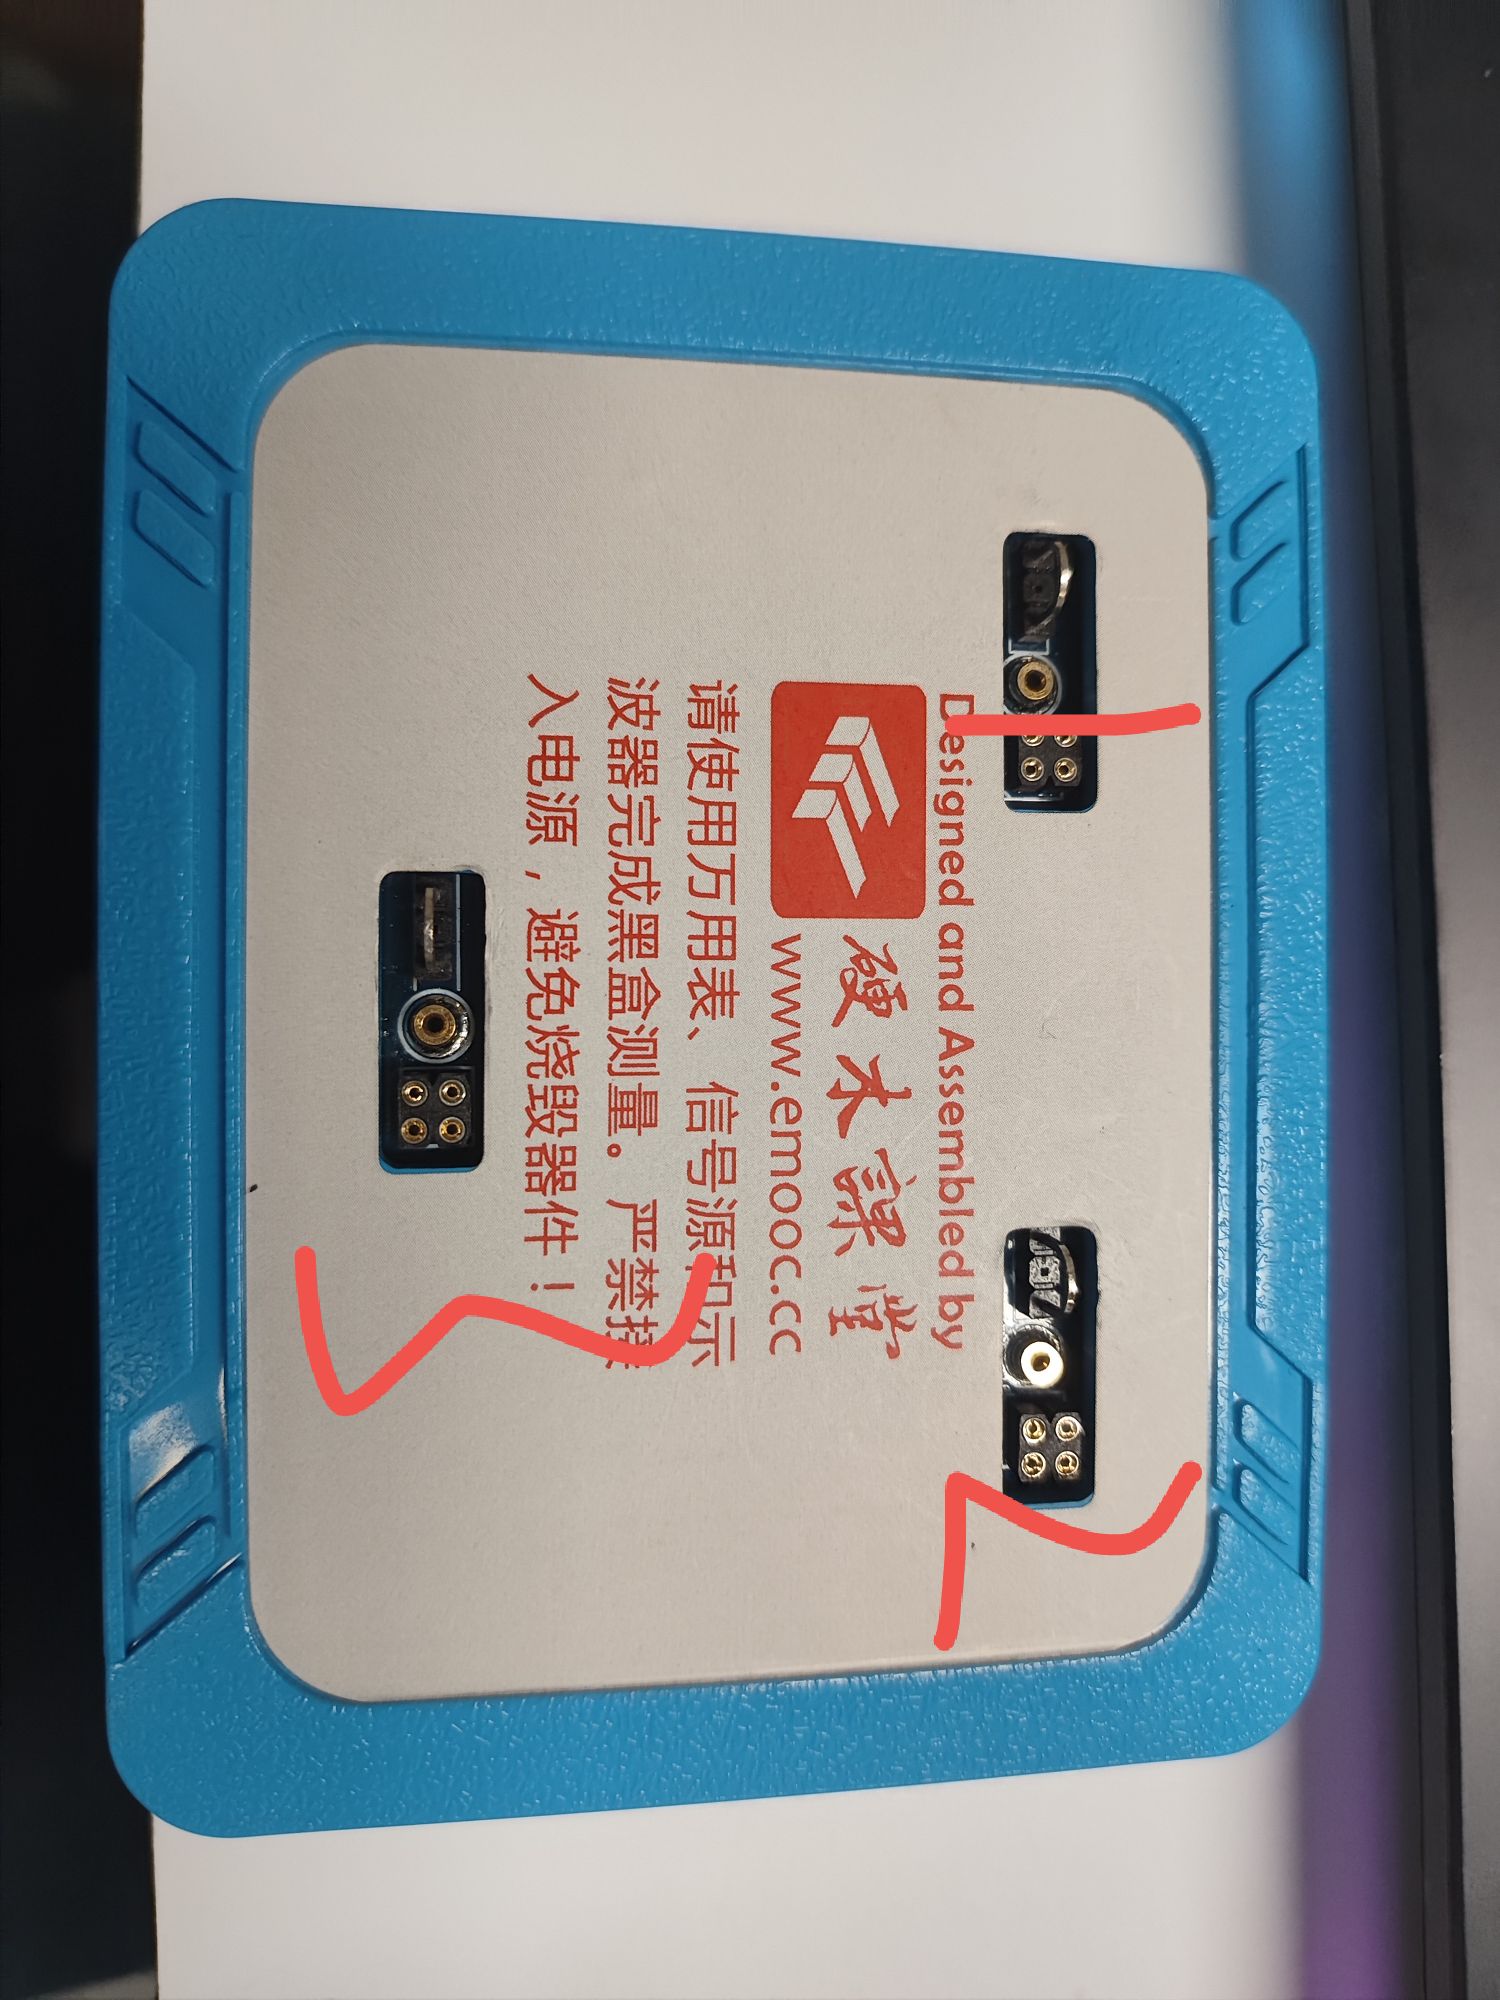 1
2
Designed and Assembled by
硬木課堂
www.emooc.cc
请使用万用表、信号源和示
波器完成黑盒测量。严禁接
入电源，避免烧毁器件！
3